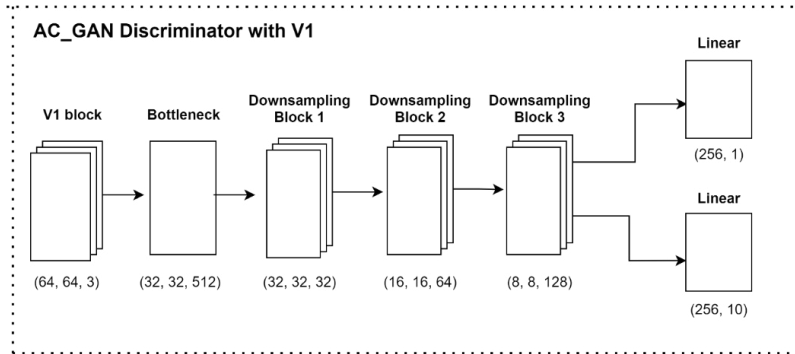 AC_GAN Discriminator with V1
V1 block
Bottleneck
Downsampling
Block 1
Downsampling
Block 2
Downsampling
Block 3
Linear
(256, 1)
Linear
(256, 10)
(64, 64, 3)
(32, 32, 512)
(32, 32, 32)
(16, 16, 64)
(8, 8, 128)